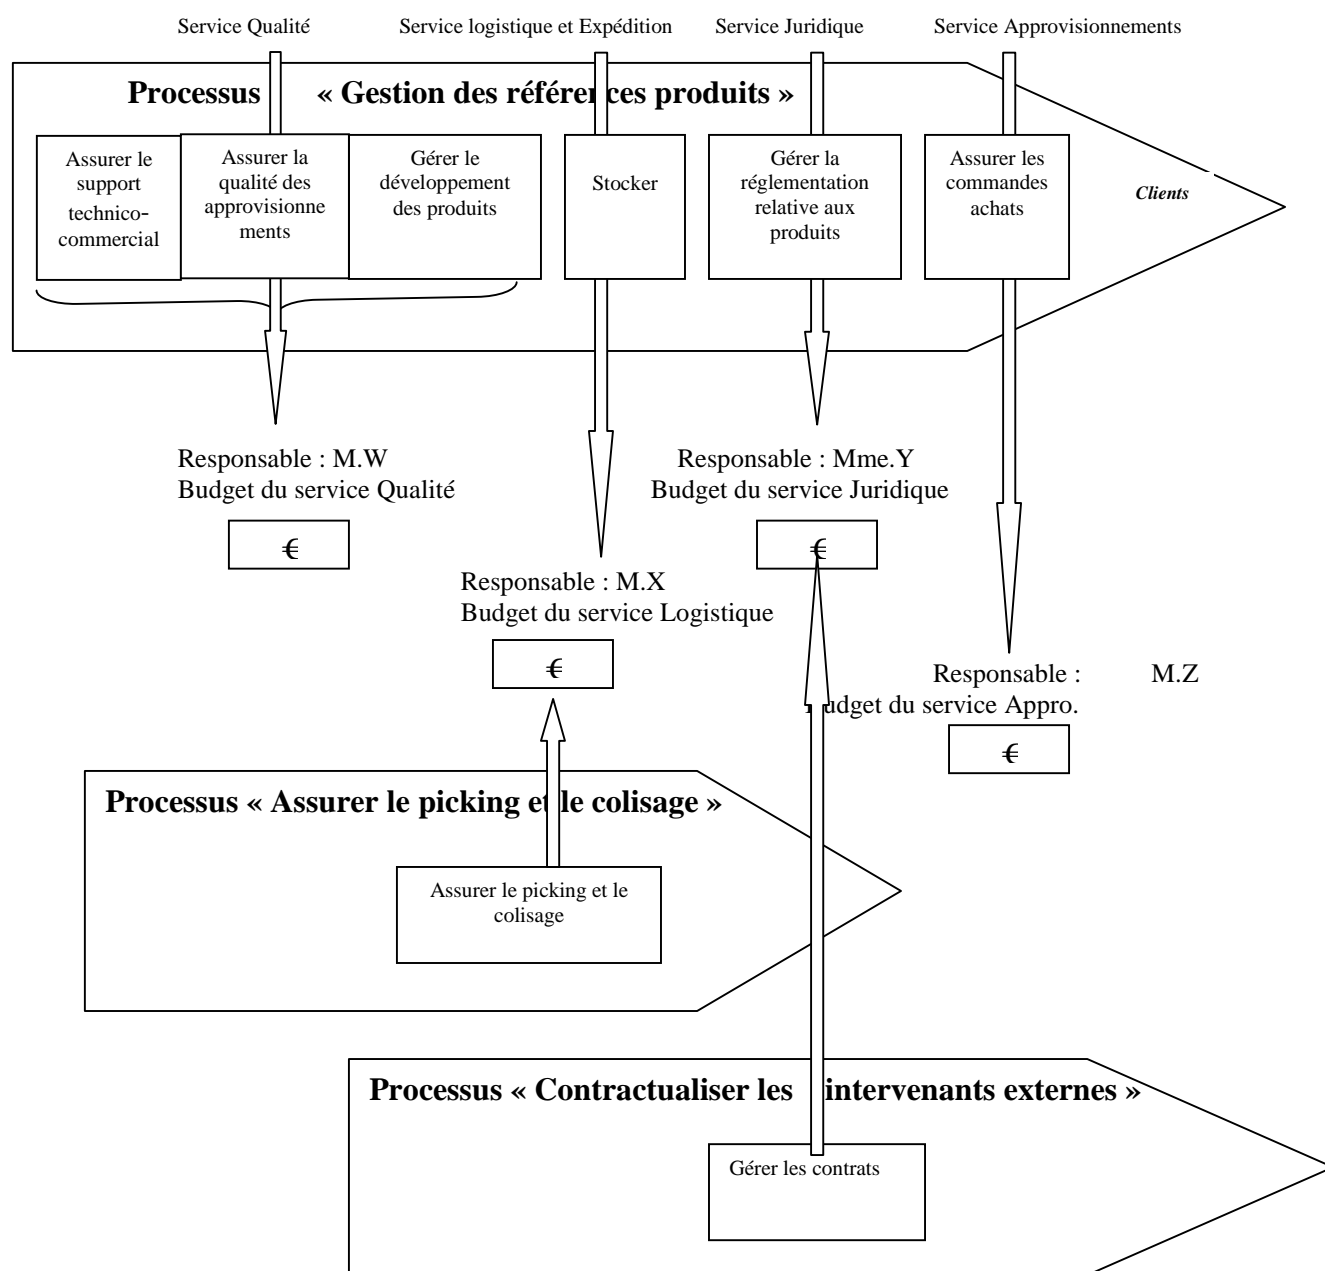 Service Qualité
Service logistique et Expédition
Service Juridique
Service Approvisionnements
Processus « Gestion des références produits »
Assurer le
support
technico-
commercial
Assurer la
qualité des
approvisionne
ments
Gérer le
développement
des produits
Stocker
Gérer la
réglementation
relative aux
produits
Assurer les
commandes
achats
Clients
Responsable : M.W
Budget du service Qualité
€
Responsable : Mme.Y
Budget du service Juridique
€
Responsable : M.X
Budget du service Logistique
€
Responsable : M.Z
Budget du service Appro.
€
Processus « Assurer le picking et le colisage »
Assurer le picking et le
colisage
Processus « Contractualiser les intervenants externes »
Gérer les contrats